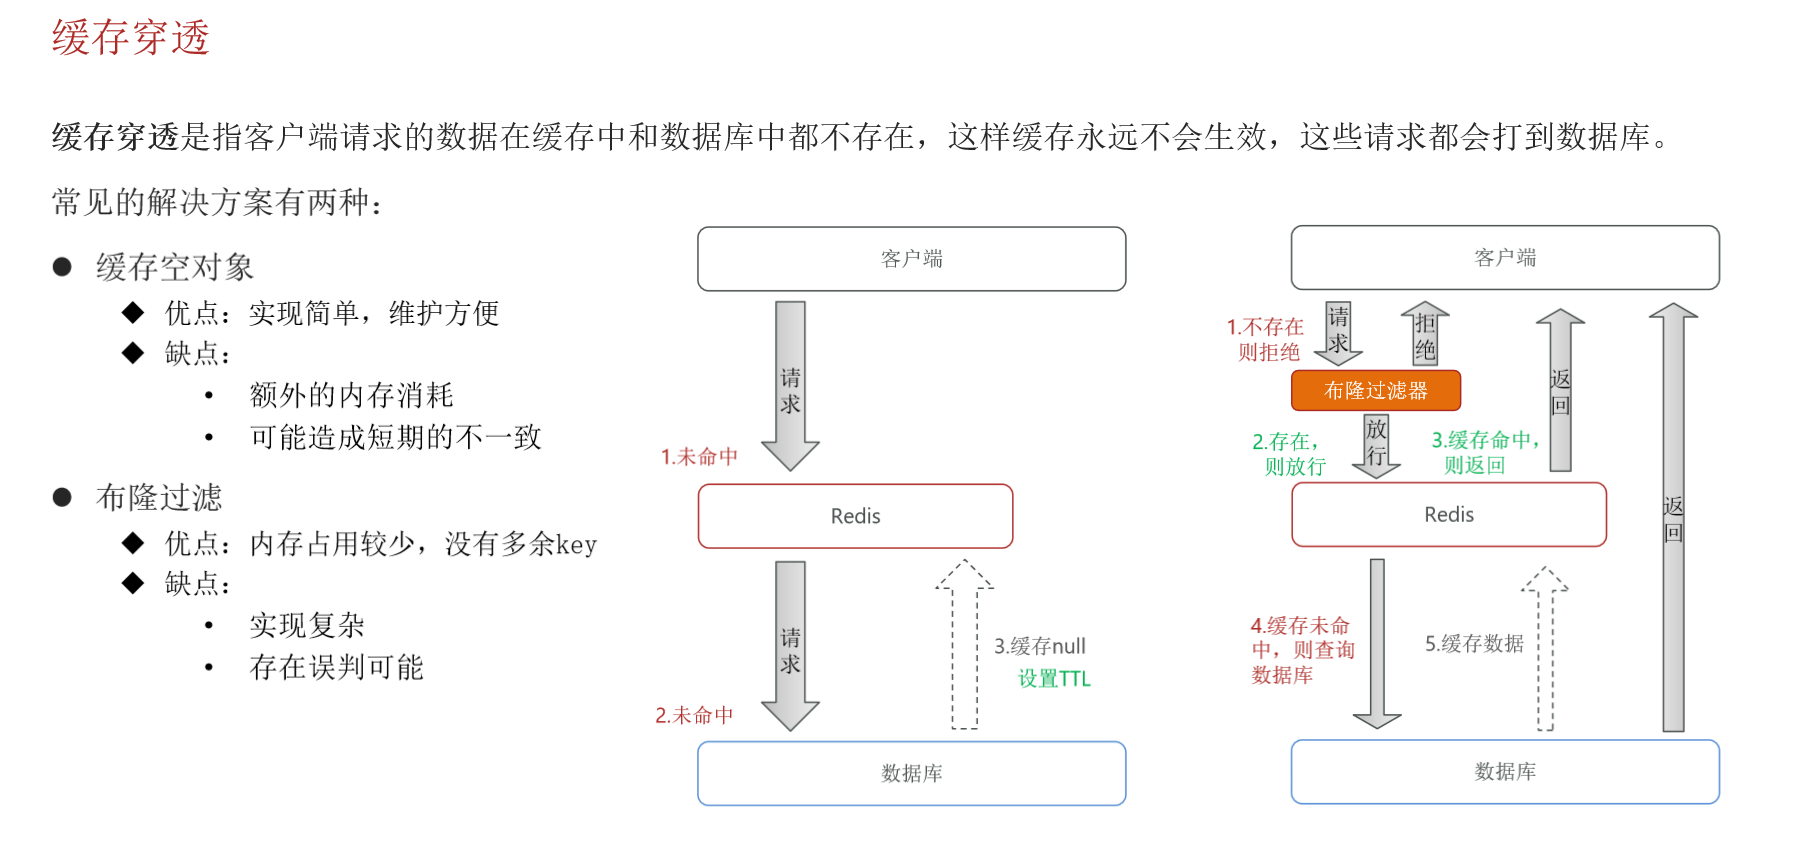 缓存穿透
缓存穿透是指客户端请求的数据在缓存中和数据库中都不存在，这样缓存永远不会生效，这些请求都会打到数据库。
常见的解决方案有两种：
缓存空对象
优点：实现简单，维护方便
缺点：
额外的内存消耗
可能造成短期的不一致
布隆过滤
优点：内存占用较少，没有多余key
缺点：
实现复杂
存在误判可能
客户端
请
求
1.未命中
Redis
请
求
3.缓存null
设置TTL
2.未命中
数据库
客户端
1.不存在
则拒绝
请
求
拒
绝
布隆过滤器
2.存在，
则放行
放
行
3.缓存命中，
则返回
返
回
Redis
返
回
4.缓存未命
中，则查询
数据库
5.缓存数据
数据库